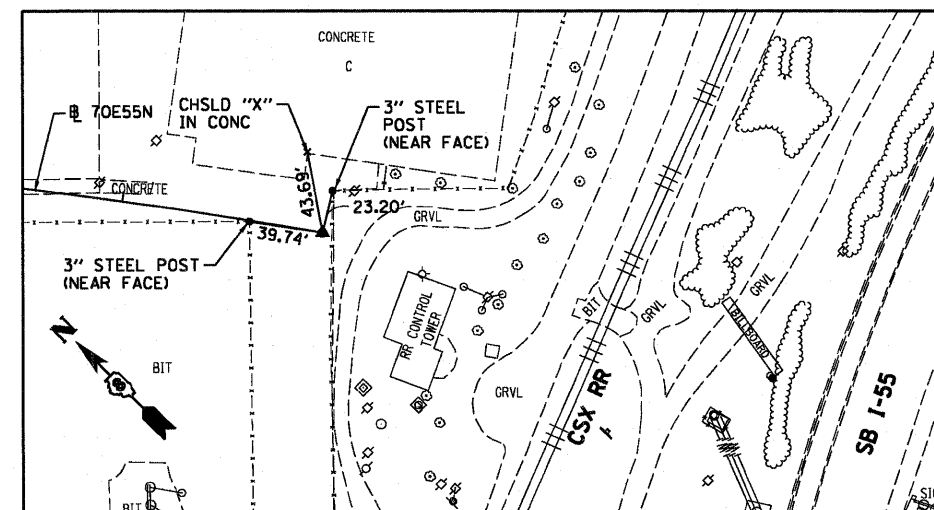 CONCRETE
C
℄ 70E55N
CHSLD "X"
IN CONC
3" STEEL
POST
(NEAR FACE)
43.69'
CONCRETE
23.20'
GRVL
39.74'
3" STEEL POST
(NEAR FACE)
N
BIT
RR CONTROL
TOWER
BIT
GRVL
GRVL
BILLBOARD
GRVL
CSX RR
SB I-55
BIT